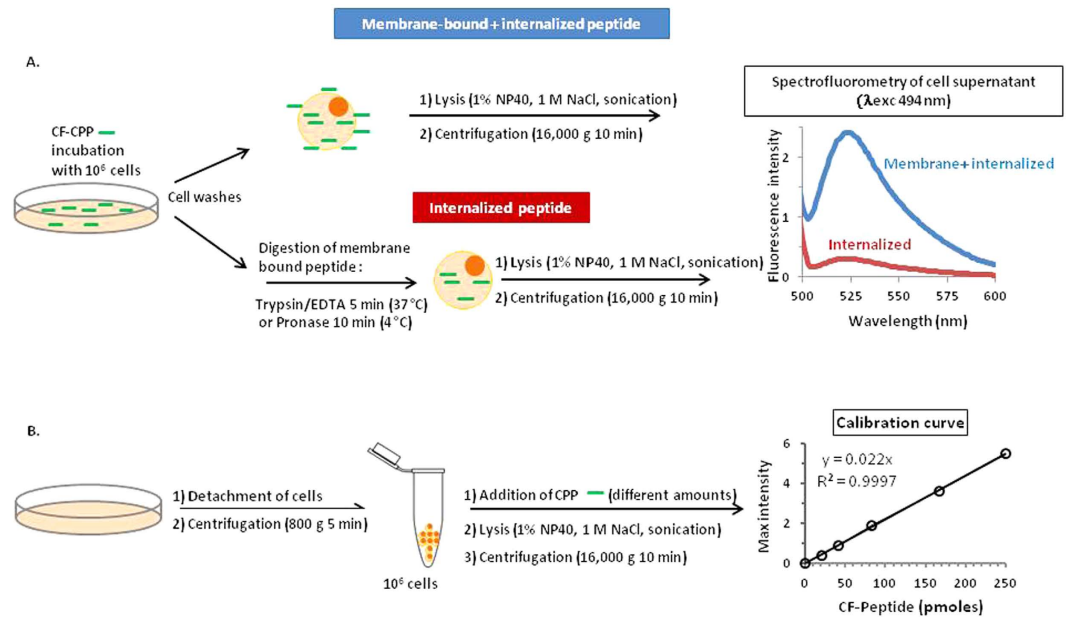 Membrane-bound + internalized peptide
A.
CF-CPP
incubation
with 10⁶ cells
Cell washes
1) Lysis (1% NP40, 1 M NaCl, sonication)
2) Centrifugation (16,000 g 10 min)
Internalized peptide
Digestion of membrane
bound peptide :
Trypsin/EDTA 5 min (37°C)
or Pronase 10 min (4°C)
1) Lysis (1% NP40, 1 M NaCl, sonication)
2) Centrifugation (16,000 g 10 min)
Spectrofluorometry of cell supernatant
(λexc 494 nm)
Fluorescence intensity
2
1
0
Membrane+ internalized
Internalized
500 525 550 575 600
Wavelength (nm)
B.
1) Detachment of cells
2) Centrifugation (800 g 5 min)
10⁶ cells
1) Addition of CPP (different amounts)
2) Lysis (1% NP40, 1 M NaCl, sonication)
3) Centrifugation (16,000 g 10 min)
Calibration curve
Max intensity
6
4
2
0
y = 0.022x
R² = 0.9997
0 50 100 150 200 250
CF-Peptide (pmoles)